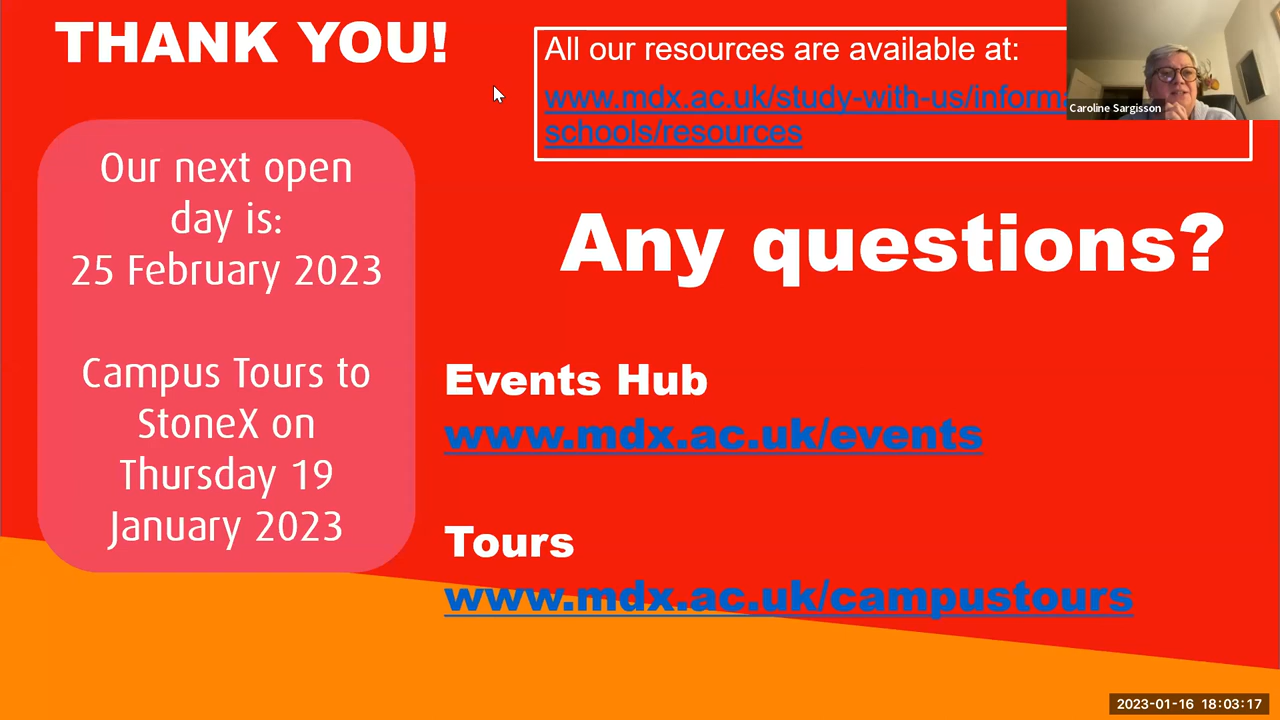 THANK YOU!
All our resources are available at:
www.mdx.ac.uk/study-with-us/inform-
schools/resources
Caroline Sargisson
Our next open
day is:
25 February 2023
Campus Tours to
StoneX on
Thursday 19
January 2023
Any questions?
Events Hub
www.mdx.ac.uk/events
Tours
www.mdx.ac.uk/campustours
2023-01-16 18:03:17